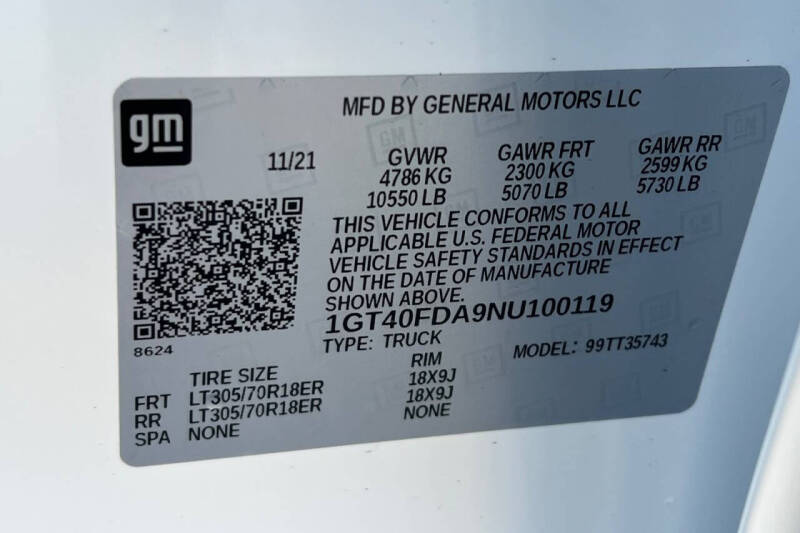 gm
MFD BY GENERAL MOTORS LLC
11/21 GVWR GAWR FRT GAWR RR
4786 KG 2300 KG 2599 KG
10550 LB 5070 LB 5730 LB
THIS VEHICLE CONFORMS TO ALL
APPLICABLE U.S. FEDERAL MOTOR
VEHICLE SAFETY STANDARDS IN EFFECT
ON THE DATE OF MANUFACTURE
SHOWN ABOVE.
1GT40FDA9NU100119
8624
TYPE: TRUCK MODEL: 99TT35743
TIRE SIZE RIM
FRT LT305/70R18ER 18X9J
RR LT305/70R18ER 18X9J
SPA NONE NONE